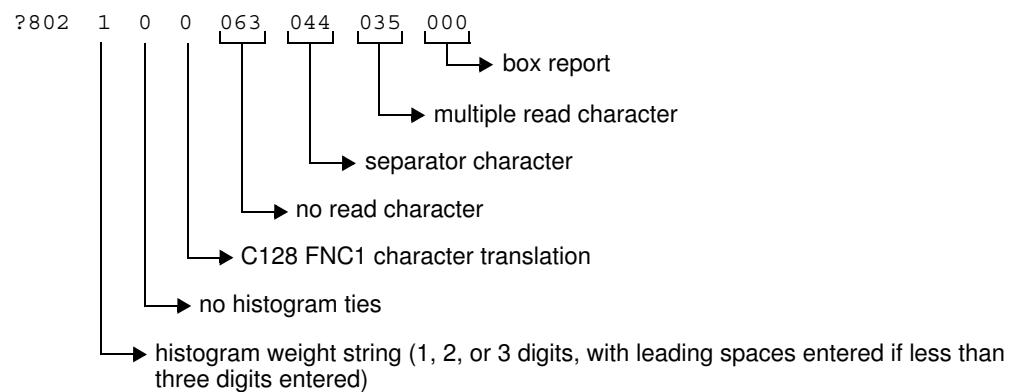 ?802 1 0 0 063 044 035 000
box report
multiple read character
separator character
no read character
C128 FNC1 character translation
no histogram ties
histogram weight string (1, 2, or 3 digits, with leading spaces entered if less than
three digits entered)